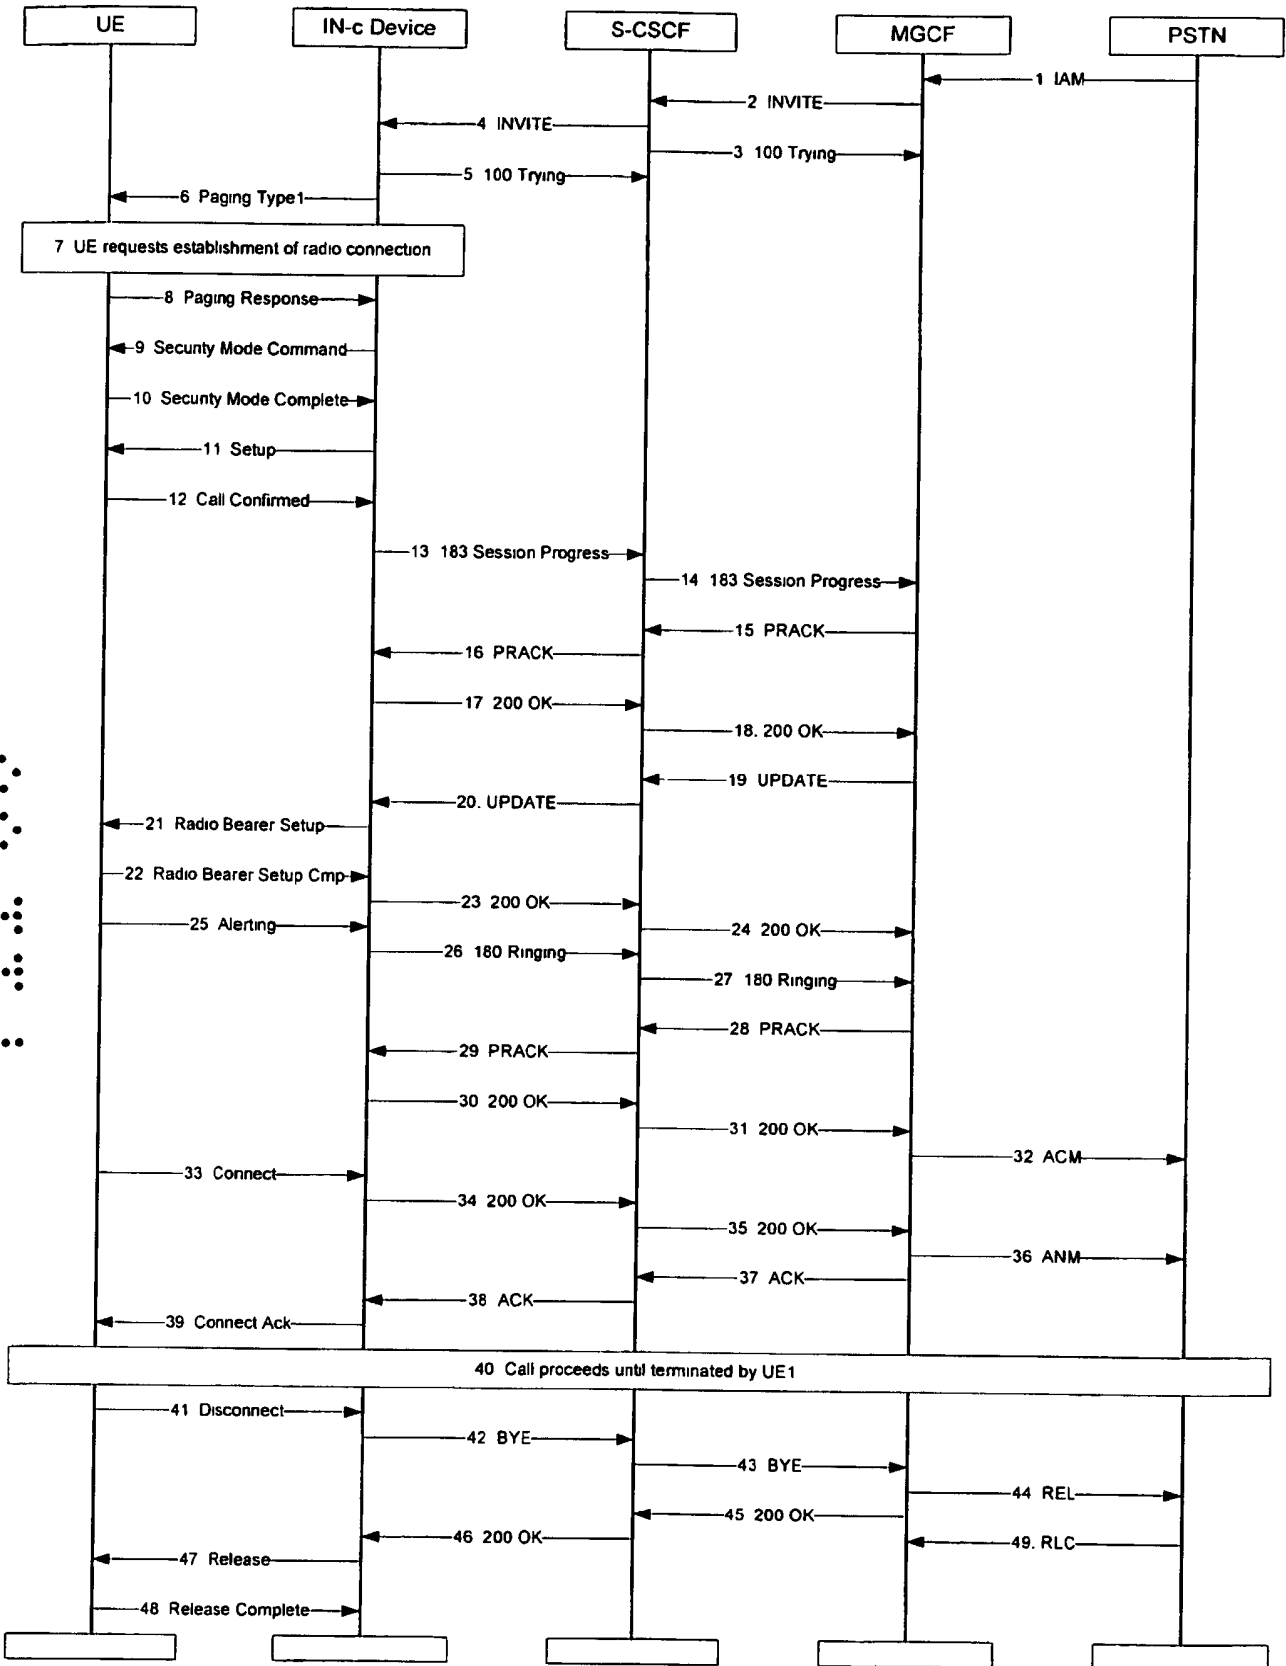 UE
IN-c Device
S-CSCF
MGCF
PSTN
1 IAM
2 INVITE
4 INVITE
3 100 Trying
5 100 Trying
6 Paging Type1
7 UE requests establishment of radio connection
8 Paging Response
9 Security Mode Command
10 Security Mode Complete
11 Setup
12 Call Confirmed
13 183 Session Progress
14 183 Session Progress
15 PRACK
16 PRACK
17 200 OK
18. 200 OK
19 UPDATE
20. UPDATE
21 Radio Bearer Setup
22 Radio Bearer Setup Cmp
23 200 OK
25 Alerting
24 200 OK
26 180 Ringing
27 180 Ringing
28 PRACK
29 PRACK
30 200 OK
31 200 OK
32 ACM
33 Connect
34 200 OK
35 200 OK
36 ANM
37 ACK
38 ACK
39 Connect Ack
40 Call proceeds until terminated by UE1
41 Disconnect
42 BYE
43 BYE
44 REL
45 200 OK
46 200 OK
49. RLC
47 Release
48 Release Complete